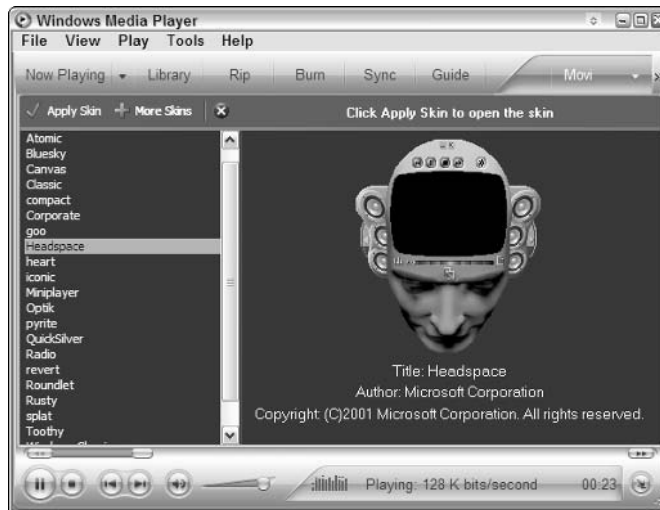 Windows Media Player
File View Play Tools Help
Now Playing Library Rip Burn Sync Guide Movi
Apply Skin More Skins Click Apply Skin to open the skin
Atomic
Bluesky
Canvas
Classic
compact
Corporate
goo
Headspace
heart
iconic
Miniplayer
Optik
pyrite
QuickSilver
Radio
revert
Roundlet
Rusty
splat
Toothy
Title: Headspace
Author: Microsoft Corporation
Copyright: (C)2001 Microsoft Corporation. All rights reserved.
Playing: 128 K bits/second 00:23